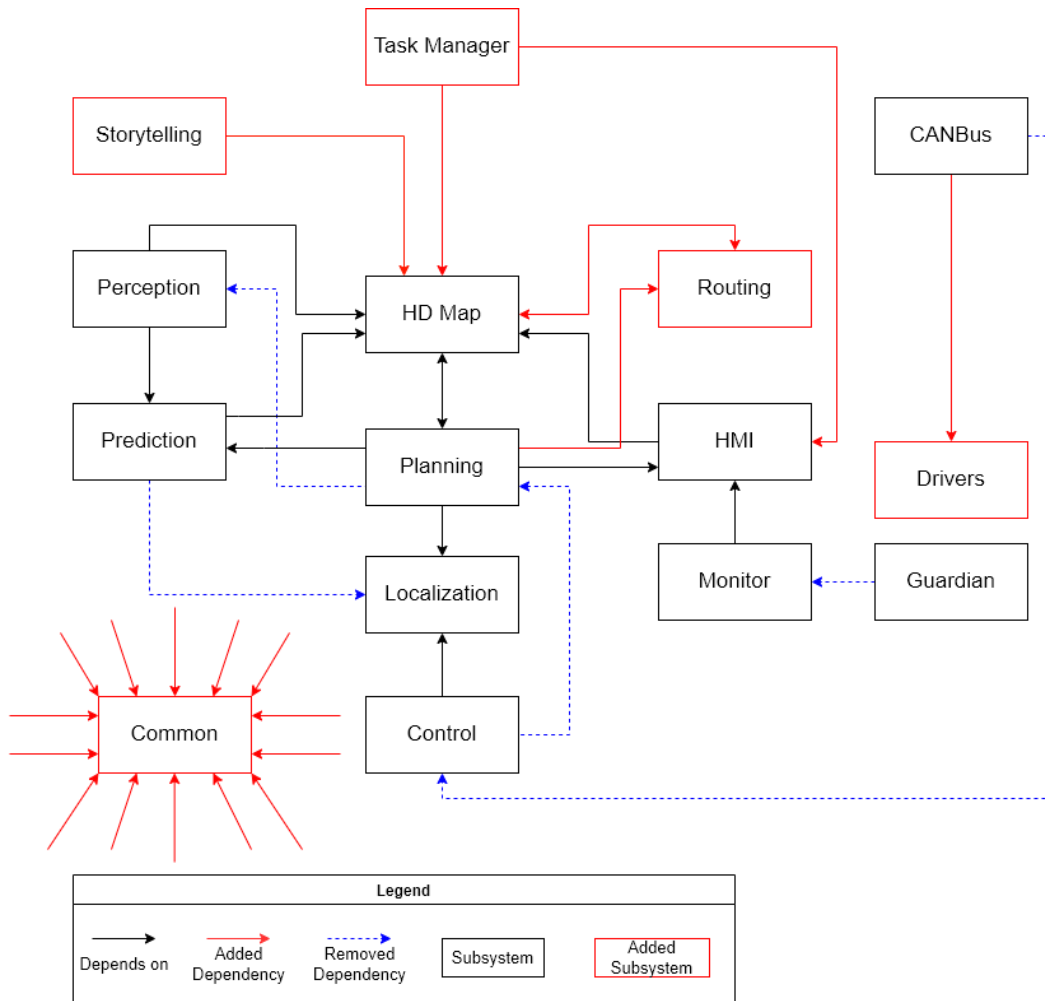 Task Manager
Storytelling
CANBus
Perception
HD Map
Routing
Prediction
Planning
HMI
Drivers
Localization
Monitor
Guardian
Common
Control
Legend
Depends on
Added
Dependency
Removed
Dependency
Subsystem
Added
Subsystem